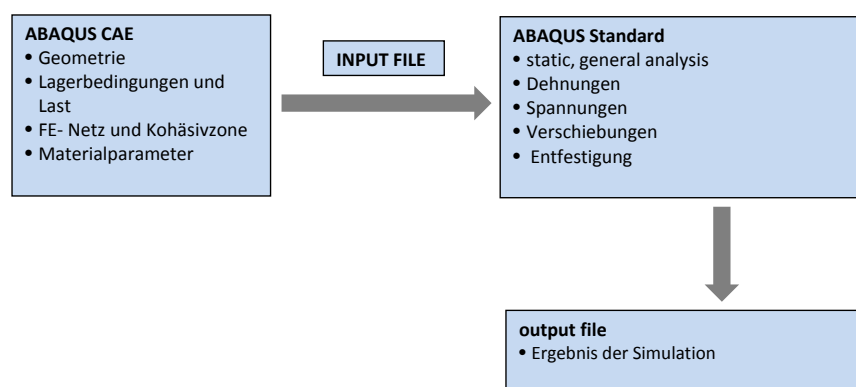 ABAQUS CAE
• Geometrie
• Lagerbedingungen und
Last
• FE- Netz und Kohäsivzone
• Materialparameter
INPUT FILE
ABAQUS Standard
• static, general analysis
• Dehnungen
• Spannungen
• Verschiebungen
• Entfestigung
output file
• Ergebnis der Simulation